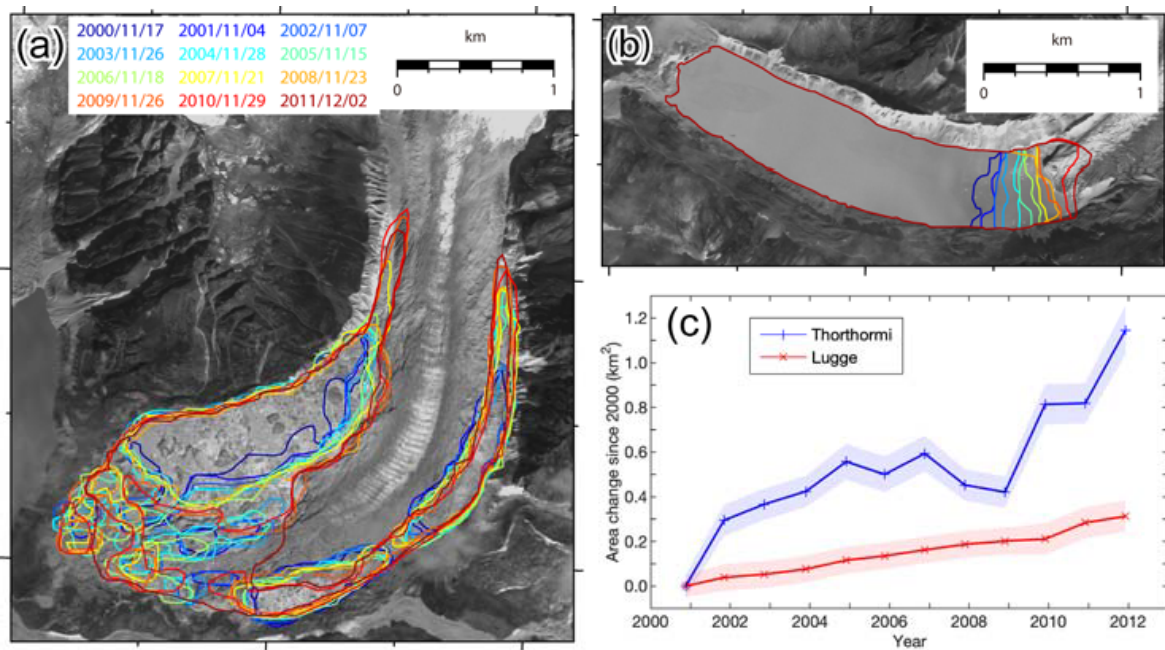 (a)
2000/11/17 2001/11/04 2002/11/07
2003/11/26 2004/11/28 2005/11/15
2006/11/18 2007/11/21 2008/11/23
2009/11/26 2010/11/29 2011/12/02
km
0 1
(b)
km
0 1
(c)
Thorthormi
Lugge
Area change since 2000 (km²)
1.2
1.0
0.8
0.6
0.4
0.2
0.0
2000 2002 2004 2006 2008 2010 2012
Year